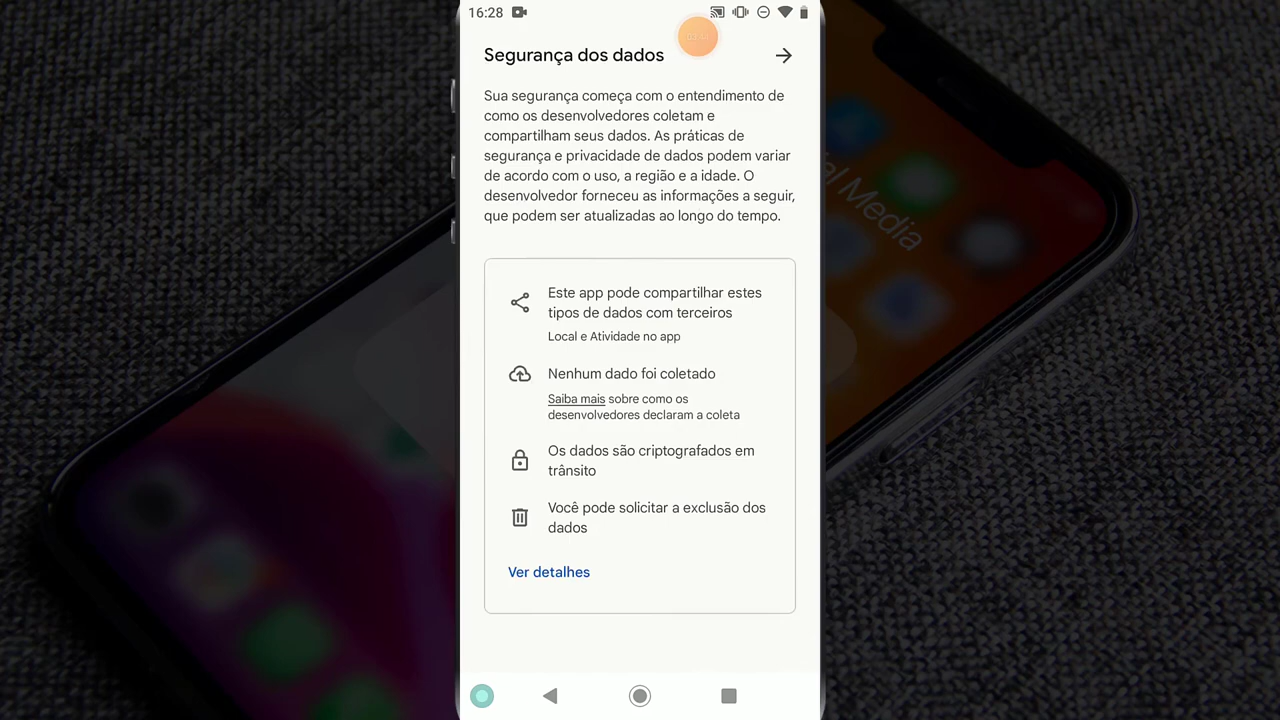 16:28
Segurança dos dados
Sua segurança começa com o entendimento de
como os desenvolvedores coletam e
compartilham seus dados. As práticas de
segurança e privacidade de dados podem variar
de acordo com o uso, a região e a idade. O
desenvolvedor forneceu as informações a seguir,
que podem ser atualizadas ao longo do tempo.
Este app pode compartilhar estes
tipos de dados com terceiros
Local e Atividade no app
Nenhum dado foi coletado
Saiba mais sobre como os
desenvolvedores declaram a coleta
Os dados são criptografados em
trânsito
Você pode solicitar a exclusão dos
dados
Ver detalhes
al Media